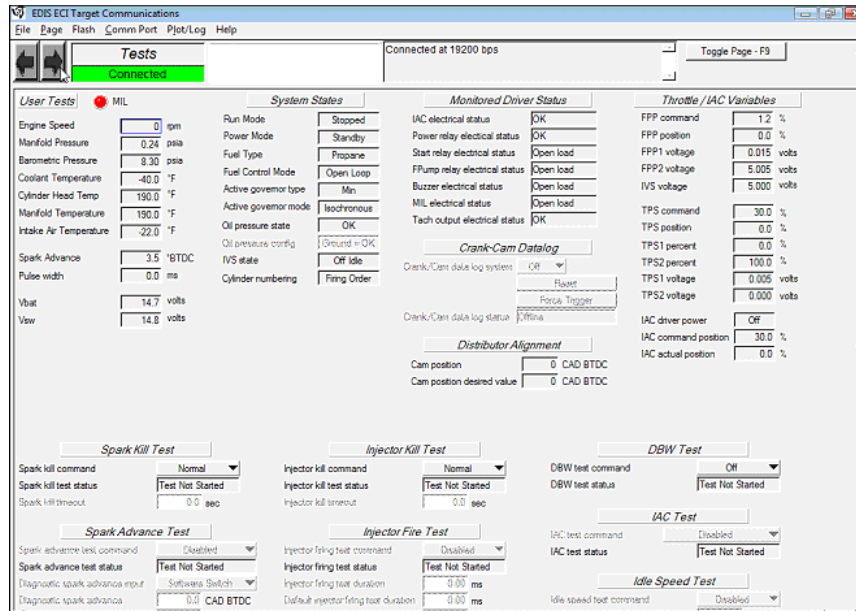 EDIS ECI Target Communications
File Page Flash Comm Port Plot/Log Help
Tests
Connected
Connected at 19200 bps
Toggle Page - F9
User Tests MIL
Engine Speed 0 rpm
Manifold Pressure 0.24 psia
Barometric Pressure 8.30 psia
Coolant Temperature -40.0 °F
Cylinder Head Temp 190.0 °F
Manifold Temperature 190.0 °F
Intake Air Temperature -22.0 °F
Spark Advance 3.5 °BTDC
Pulse width 0.0 ms
Vbat 14.7 volts
Vsw 14.8 volts
System States
Run Mode Stopped
Power Mode Standby
Fuel Type Propane
Fuel Control Mode Open Loop
Active governor type Min
Active governor mode Isochronous
Oil pressure state OK
Oil pressure config Ground = OK
IVS state Off Idle
Cylinder numbering Firing Order
Monitored Driver Status
IAC electrical status OK
Power relay electical status OK
Start relay electrical status Open load
FPump relay electrical status Open load
Buzzer electrical status Open load
MIL electrical status Open load
Tach output electrical status OK
Crank-Cam Datalog
Crank/Cam data log system Off
Reset
Force Trigger
Crank/Cam data log status Offline
Distributor Alignment
Cam position 0 CAD BTDC
Cam position desired value 0 CAD BTDC
Throttle / IAC Variables
FPP command 1.2 %
FPP position 0.0 %
FPP1 voltage 0.015 volts
FPP2 voltage 5.005 volts
IVS voltage 5.000 volts
TPS command 30.0 %
TPS position 0.0 %
TPS1 percent 0.0 %
TPS2 percent 100.0 %
TPS1 voltage 0.005 volts
TPS2 voltage 0.000 volts
IAC driver power Off
IAC command position 30.0 %
IAC actual position 0.0 %
Spark Kill Test
Spark kill command Normal
Spark kill test status Test Not Started
Spark kill timeout 0.0 sec
Spark Advance Test
Spark advance test command Disabled
Spark advance test status Test Not Started
Diagnostic spark advance input Software Switch
Diagnostic spark advance 0.0 CAD BTDC
Injector Kill Test
Injector kill command Normal
Injector kill test status Test Not Started
Injector kill timeout 0.0 sec
Injector Fire Test
Injector firing test command Disabled
Injector firing test status Test Not Started
Injector firing test duration 0.00 ms
Default injector firing test duration 0.00 ms
DBW Test
DBW test command Off
DBW test status Test Not Started
IAC Test
IAC test command Disabled
IAC test status Test Not Started
Idle Speed Test
Idle speed test command Disabled